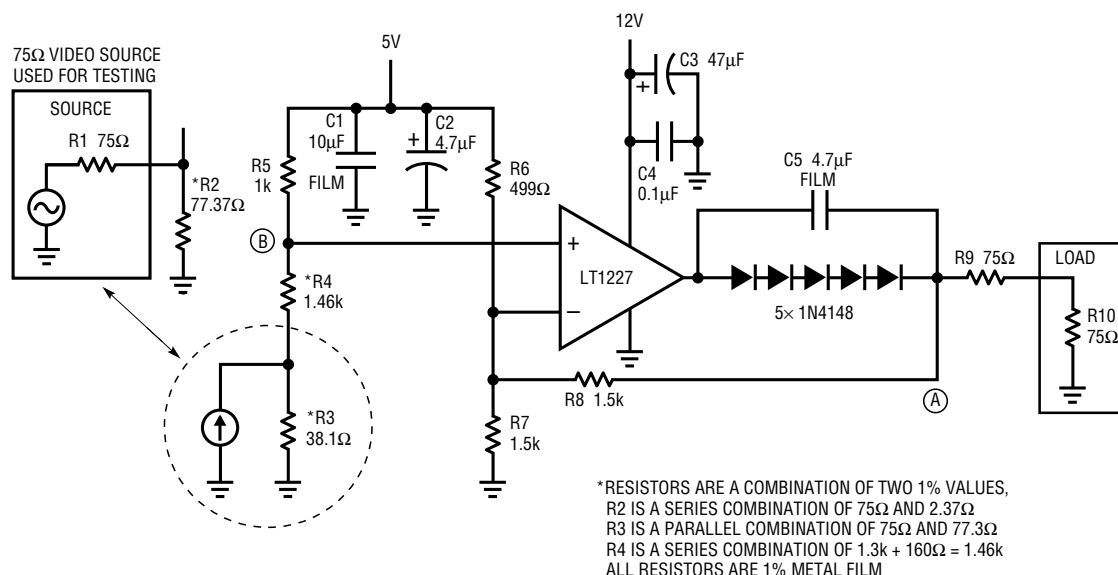 12V
5V
75Ω VIDEO SOURCE
USED FOR TESTING
SOURCE
R1 75Ω
*R2
77.37Ω
R5
1k
C1
10μF
FILM
+
C2
4.7μF
R6
499Ω
C3 47μF
+
C4
0.1μF
C5 4.7μF
FILM
B
+
–
LT1227
5× 1N4148
R9 75Ω
LOAD
R10
75Ω
*R4
1.46k
*R3
38.1Ω
R8 1.5k
A
R7
1.5k
*RESISTORS ARE A COMBINATION OF TWO 1% VALUES,
R2 IS A SERIES COMBINATION OF 75Ω AND 2.37Ω
R3 IS A PARALLEL COMBINATION OF 75Ω AND 77.3Ω
R4 IS A SERIES COMBINATION OF 1.3k + 160Ω = 1.46k
ALL RESISTORS ARE 1% METAL FILM